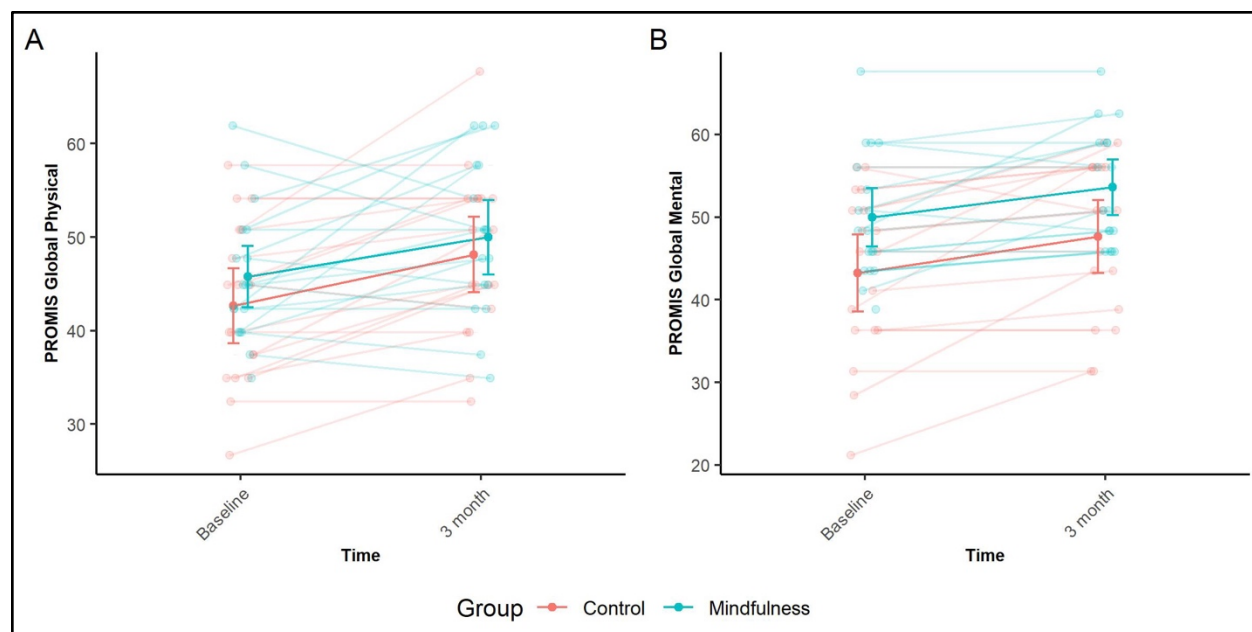 A
PROMIS Global Physical
60
50
40
30
Baseline
3 month
Time
B
PROMIS Global Mental
60
50
40
30
20
Baseline
3 month
Time
Group Control Mindfulness